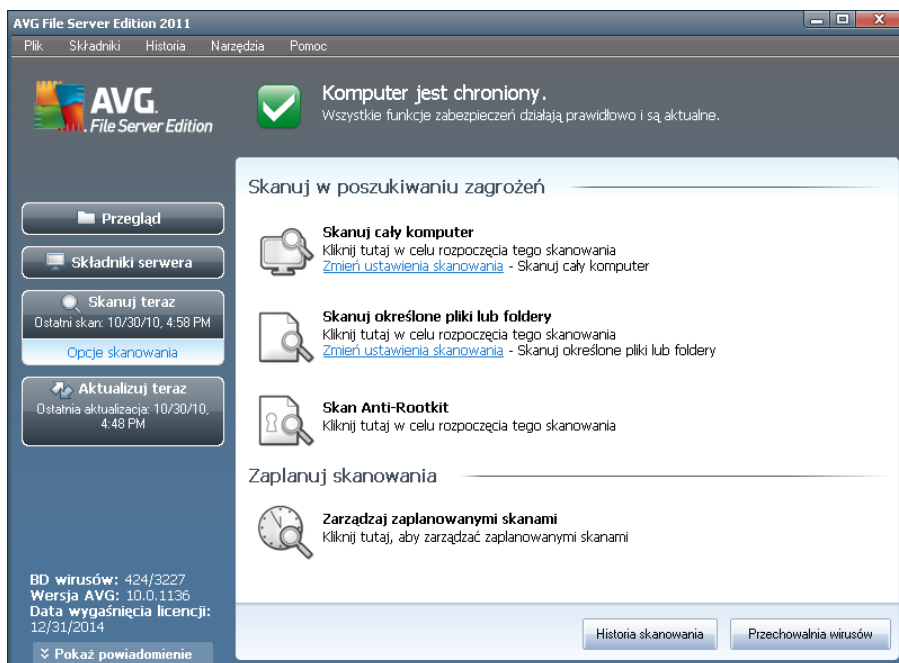 AVG File Server Edition 2011
Plik Składniki Historia Narzędzia Pomoc
AVG.
File Server Edition
Komputer jest chroniony.
Wszystkie funkcje zabezpieczeń działają prawidłowo i są aktualne.
Przegląd
Składniki serwera
Skanuj teraz
Ostatni skan: 10/30/10, 4:58 PM
Opcje skanowania
Aktualizuj teraz
Ostatnia aktualizacja: 10/30/10,
4:48 PM
BD wirusów: 424/3227
Wersja AVG: 10.0.1136
Data wygaśnięcia licencji:
12/31/2014
Pokaż powiadomienie
Skanuj w poszukiwaniu zagrożeń
Skanuj cały komputer
Kliknij tutaj w celu rozpoczęcia tego skanowania
Zmień ustawienia skanowania - Skanuj cały komputer
Skanuj określone pliki lub foldery
Kliknij tutaj w celu rozpoczęcia tego skanowania
Zmień ustawienia skanowania - Skanuj określone pliki lub foldery
Skan Anti-Rootkit
Kliknij tutaj w celu rozpoczęcia tego skanowania
Zaplanuj skanowania
Zarządzaj zaplanowanymi skanami
Kliknij tutaj, aby zarządzać zaplanowanymi skanami
Historia skanowania
Przechowalnia wirusów